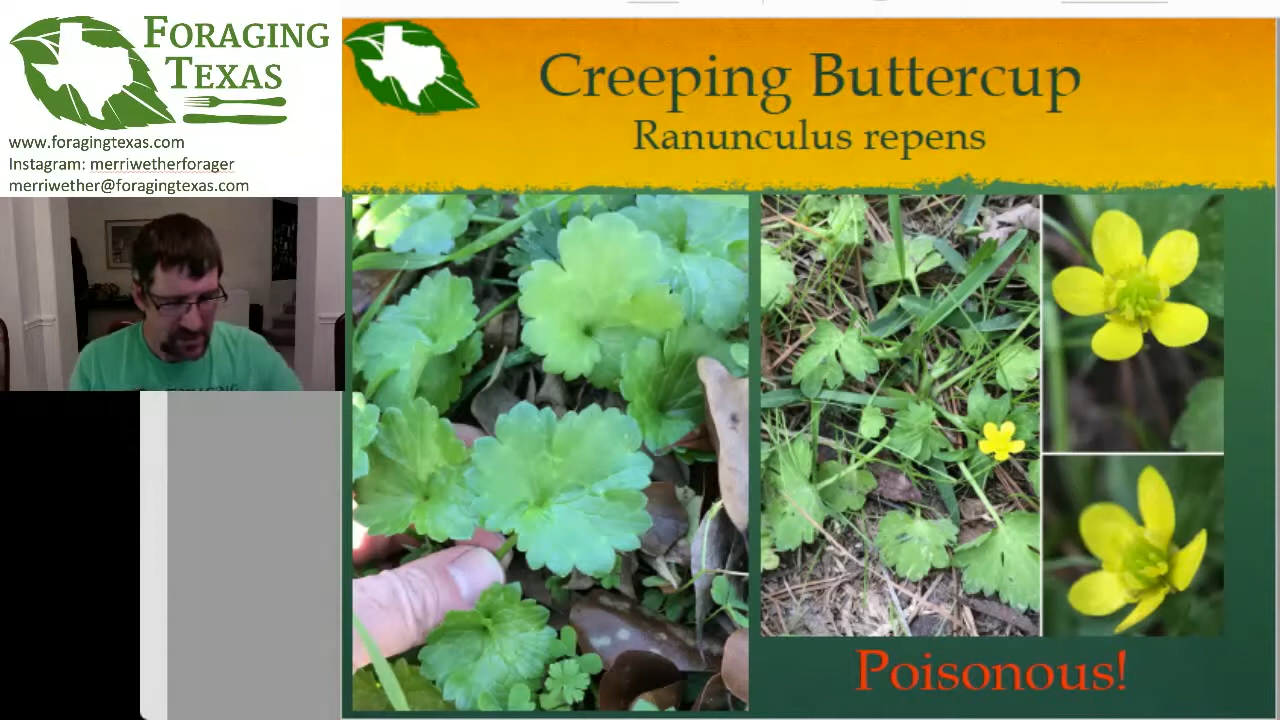 FORAGING
TEXAS
www.foragingtexas.com
Instagram: merriwetherforager
merriwether@foragingtexas.com
Creeping Buttercup
Ranunculus repens
Poisonous!